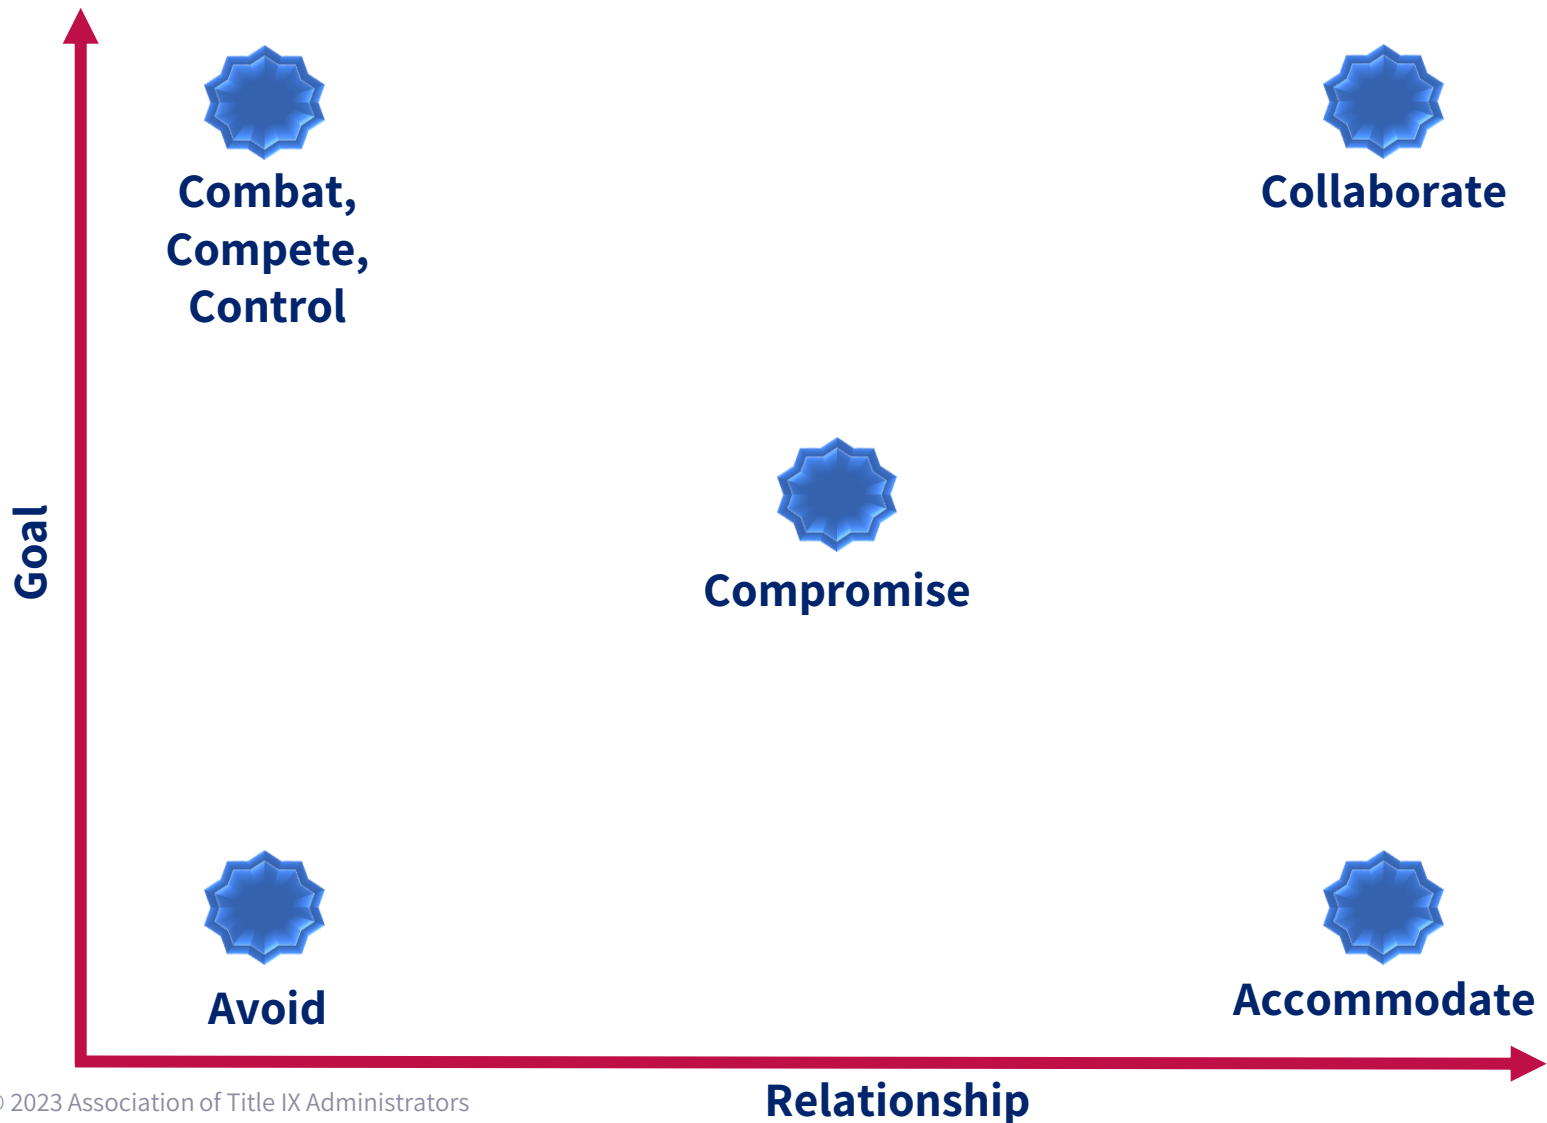 Combat,
Compete,
Control
Collaborate
Goal
Compromise
Avoid
Accommodate
Relationship
© 2023 Association of Title IX Administrators